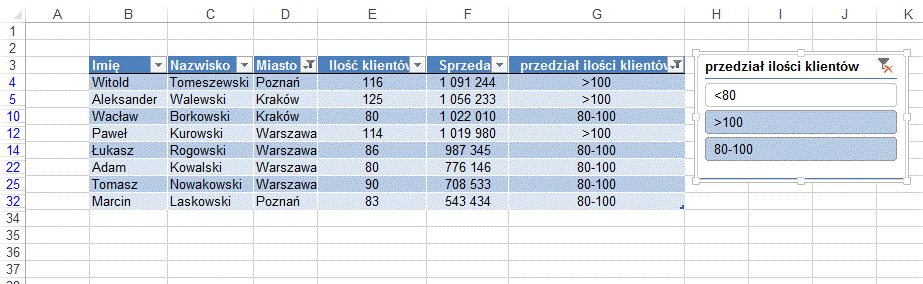 A B C D E F G H I J K
1
2
3 Imię Nazwisko Miasto Ilość klientów Sprzeda przedział ilości klientów
4 Witold Tomeszewski Poznań 116 1 091 244 >100
5 Aleksander Walewski Kraków 125 1 056 233 >100
10 Wacław Borkowski Kraków 80 1 022 010 80-100
12 Paweł Kurowski Warszawa 114 1 019 980 >100
14 Łukasz Rogowski Warszawa 86 987 345 80-100
22 Adam Kowalski Warszawa 80 776 146 80-100
25 Tomasz Nowakowski Warszawa 90 708 533 80-100
32 Marcin Laskowski Poznań 83 543 434 80-100
34
35
36
37
38
przedział ilości klientów
<80
>100
80-100